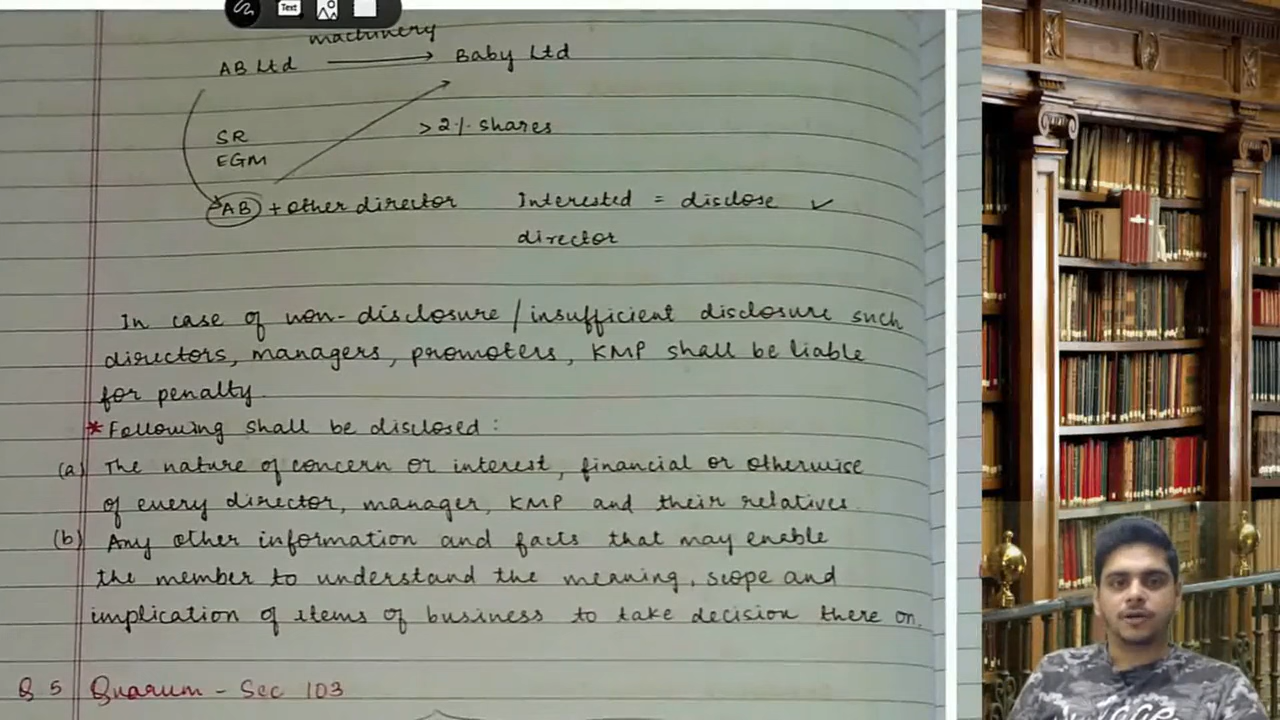 Text
machinery
AB Ltd → Baby Ltd
SR
> 2% shares
EGM
AB + other director Interested = disclose ✓
director
In case of non-disclosure / insufficient disclosure such
directors, managers, promoters, KMP shall be liable
for penalty.
* Following shall be disclosed :
(a) The nature of concern or interest, financial or otherwise
of every director, manager, KMP and their relatives.
(b) Any other information and facts that may enable
the member to understand the meaning, scope and
implication of items of business to take decision there on.
Q 5 Quarum - Sec 103